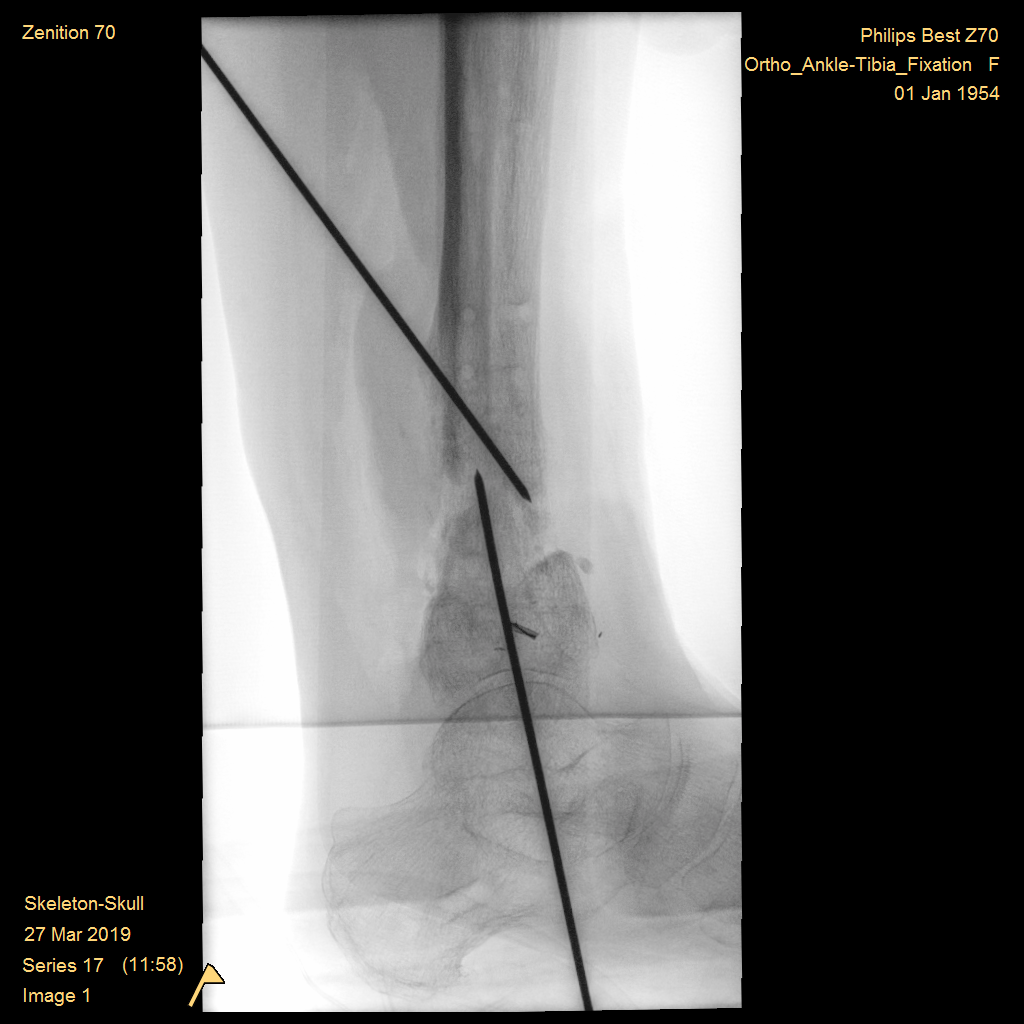 Zenition 70
Philips Best Z70
Ortho_Ankle-Tibia_Fixation F
01 Jan 1954
Skeleton-Skull
27 Mar 2019
Series 17 (11:58)
Image 1